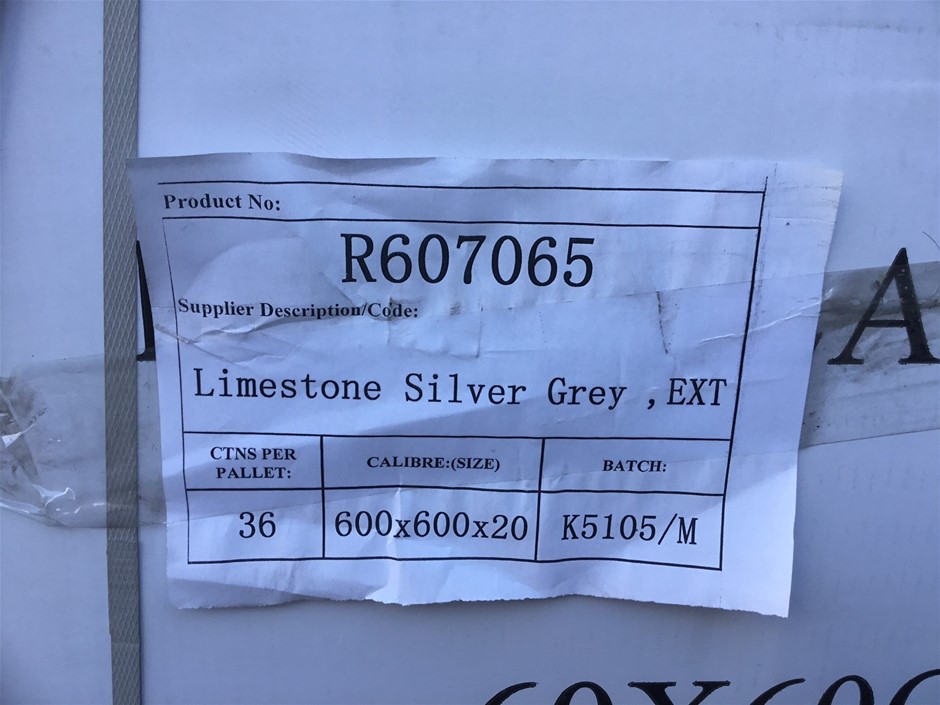 Product No:
R607065
Supplier Description/Code:
Limestone Silver Grey ,EXT
CTNS PER PALLET:
CALIBRE:(SIZE)
BATCH:
36
600x600x20
K5105/M
A